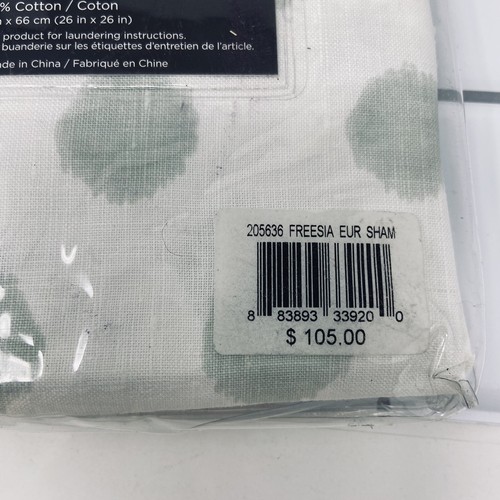 % Cotton / Coton
x 66 cm (26 in x 26 in)
product for laundering instructions.
buanderie sur les étiquettes d'entretien de l'article.
de in China / Fabriqué en Chine
205636 FREESIA EUR SHAM
8 83893 33920 0
$ 105.00